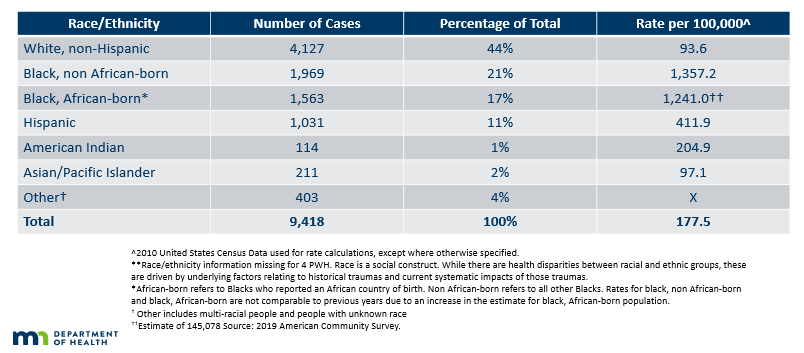 Race/Ethnicity Number of Cases Percentage of Total Rate per 100,000^
White, non-Hispanic 4,127 44% 93.6
Black, non African-born 1,969 21% 1,357.2
Black, African-born* 1,563 17% 1,241.0††
Hispanic 1,031 11% 411.9
American Indian 114 1% 204.9
Asian/Pacific Islander 211 2% 97.1
Other† 403 4% X
Total 9,418 100% 177.5
^2010 United States Census Data used for rate calculations, except where otherwise specified.
**Race/ethnicity information missing for 4 PWH. Race is a social construct. While there are health disparities between racial and ethnic groups, these
are driven by underlying factors relating to historical traumas and current systematic impacts of those traumas.
*African-born refers to Blacks who reported an African country of birth. Non African-born refers to all other Blacks. Rates for black, non African-born
and black, African-born are not comparable to previous years due to an increase in the estimate for black, African-born population.
† Other includes multi-racial people and people with unknown race
††Estimate of 145,078 Source: 2019 American Community Survey.
mn DEPARTMENT
OF HEALTH